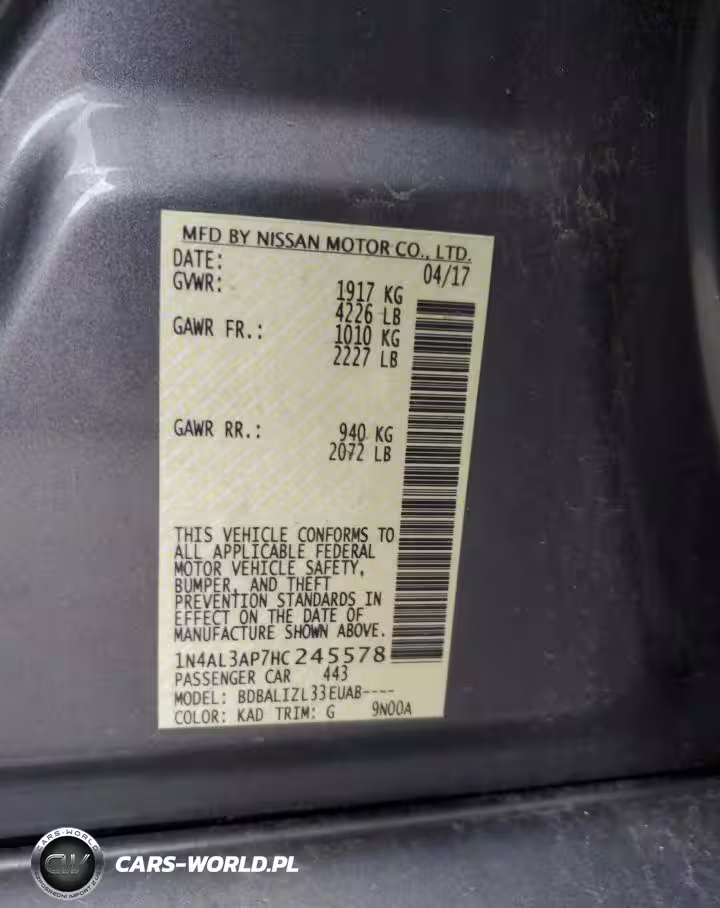 MFD BY NISSAN MOTOR CO., LTD.
DATE: 04/17
GVWR: 1917 KG
4226 LB
GAWR FR.: 1010 KG
2227 LB
GAWR RR.: 940 KG
2072 LB
THIS VEHICLE CONFORMS TO
ALL APPLICABLE FEDERAL
MOTOR VEHICLE SAFETY,
BUMPER, AND THEFT
PREVENTION STANDARDS IN
EFFECT ON THE DATE OF
MANUFACTURE SHOWN ABOVE.
1N4AL3AP7HC245578
PASSENGER CAR 443
MODEL: BDBALIZL33EUAB----
COLOR: KAD TRIM: G 9N00A
CARS-WORLD
CW
CARS-WORLD.PL